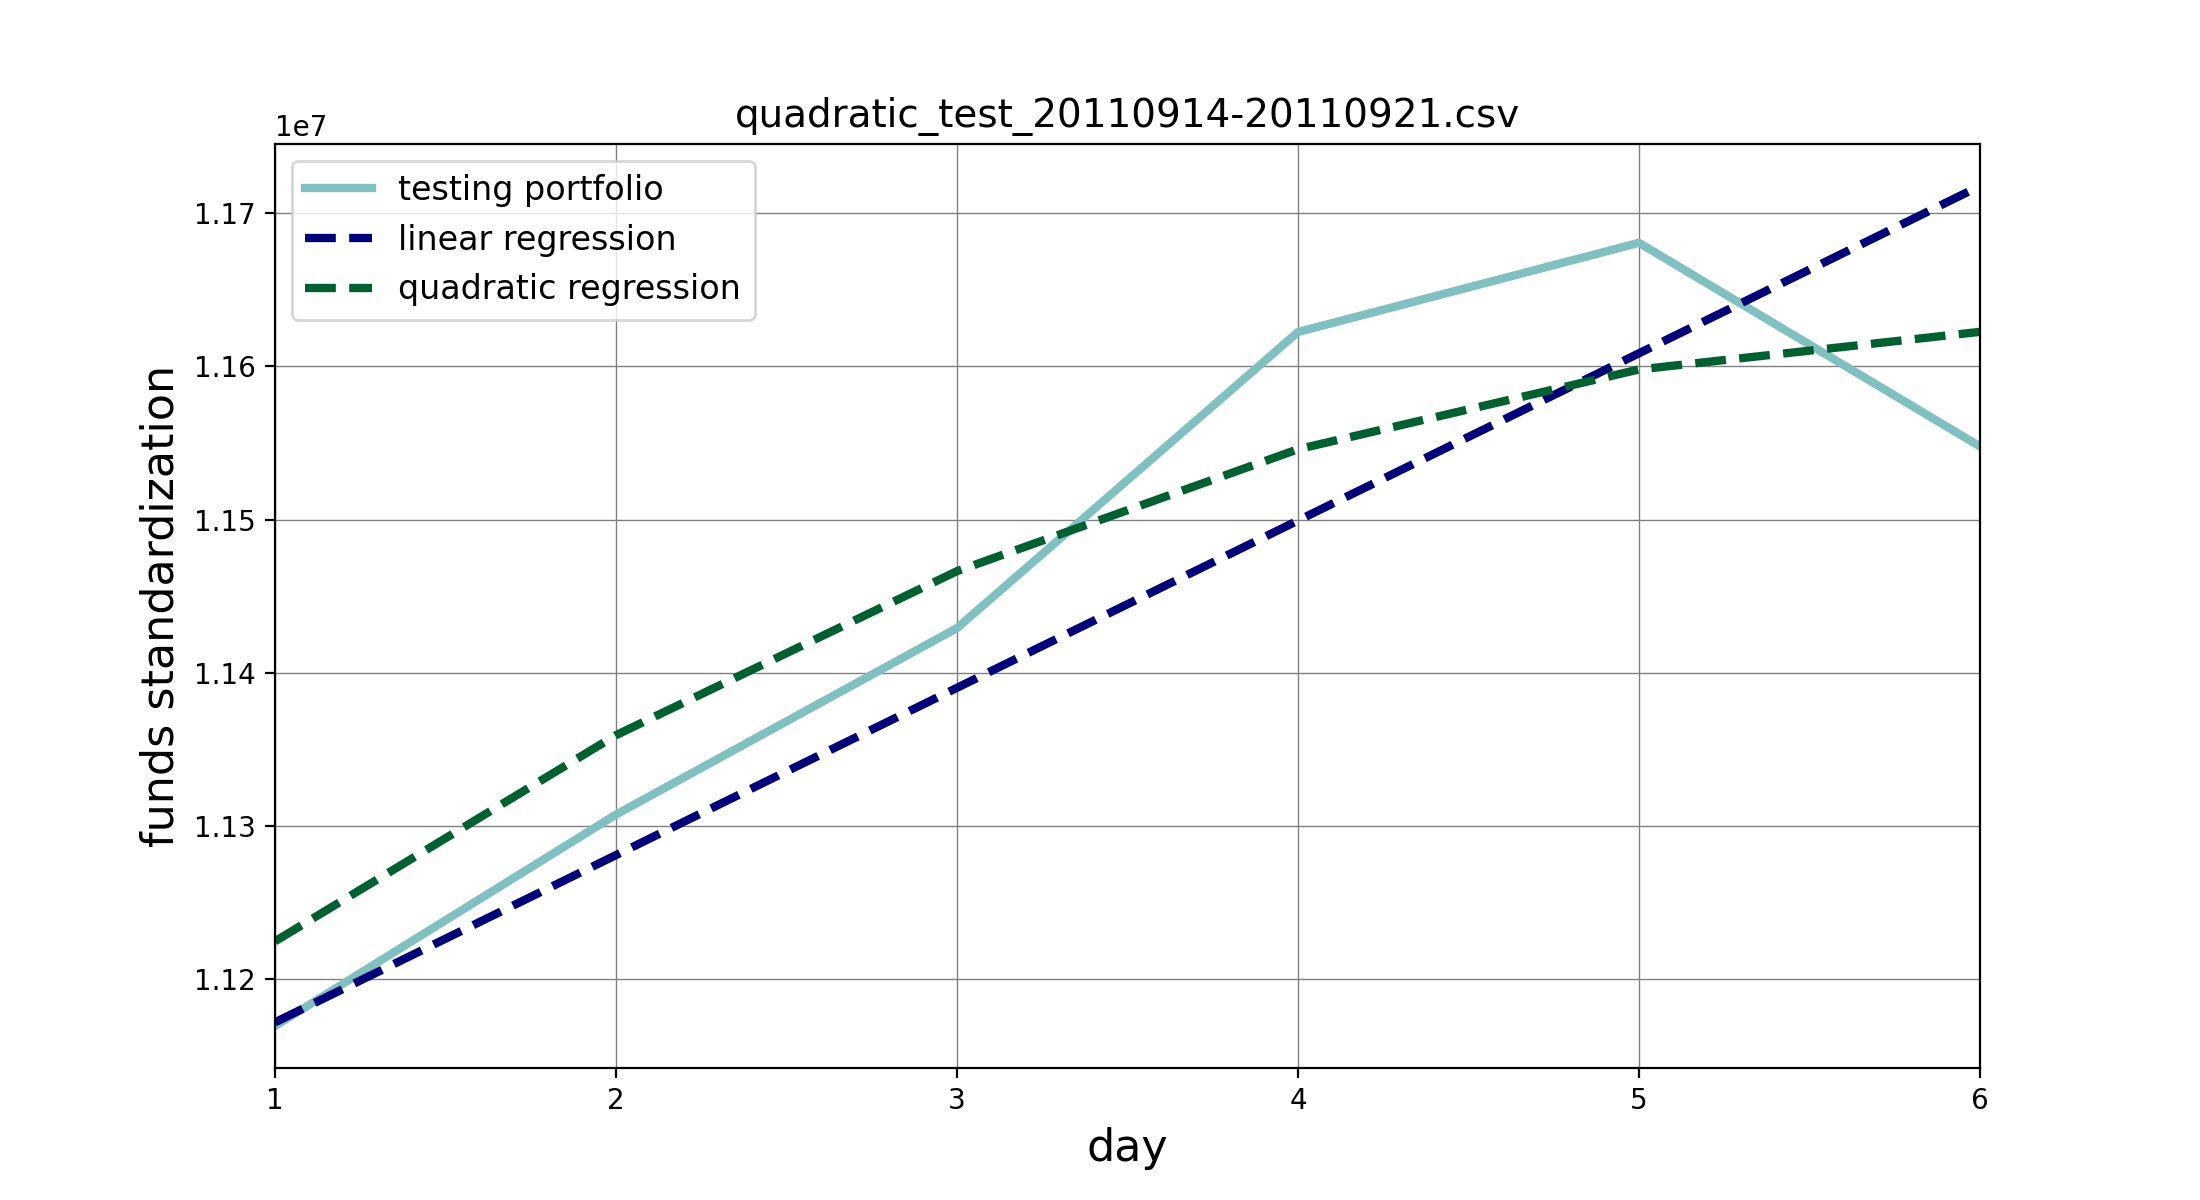 quadratic_test_20110914-20110921.csv
1e7
testing portfolio
linear regression
quadratic regression
1.17
1.16
1.15
1.14
1.13
1.12
funds standardization
1 2 3 4 5 6
day